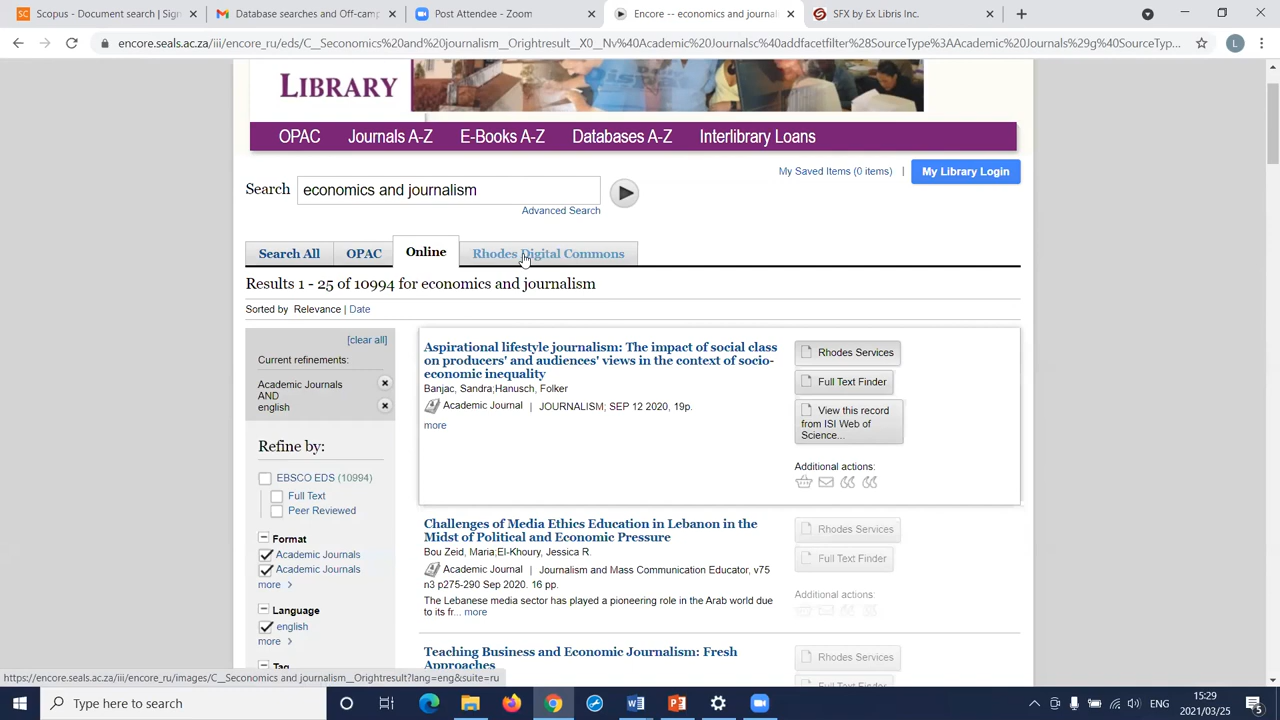 Scopus - Document search | Sign
Database searches and Off-camp
Post Attendee - Zoom
Encore -- economics and journali
SFX by Ex Libris Inc.
encore.seals.ac.za/iii/encore_ru/eds/C__Seconomics%20and%20journalism__Orightresult__X0__Nv%40Academic%20Journalsc%40addfacetfilter%28SourceType%3AAcademic%20Journals%29g%40SourceTyp...
L
LIBRARY
OPAC Journals A-Z E-Books A-Z Databases A-Z Interlibrary Loans
My Saved Items (0 items) | My Library Login
Search economics and journalism
Advanced Search
Search All OPAC Online Rhodes Digital Commons
Results 1 - 25 of 10994 for economics and journalism
Sorted by Relevance | Date
[clear all]
Current refinements:
Academic Journals
AND
english
Refine by:
EBSCO EDS (10994)
Full Text
Peer Reviewed
Format
Academic Journals
Academic Journals
more >
Language
english
more >
Tag
Aspirational lifestyle journalism: The impact of social class
on producers' and audiences' views in the context of socio-
economic inequality
Banjac, Sandra;Hanusch, Folker
Academic Journal | JOURNALISM; SEP 12 2020, 19p.
more
Rhodes Services
Full Text Finder
View this record
from ISI Web of
Science...
Additional actions:
Challenges of Media Ethics Education in Lebanon in the
Midst of Political and Economic Pressure
Bou Zeid, Maria;El-Khoury, Jessica R.
Academic Journal | Journalism and Mass Communication Educator, v75
n3 p275-290 Sep 2020. 16 pp.
The Lebanese media sector has played a pioneering role in the Arab world due
to its fr... more
Rhodes Services
Full Text Finder
Additional actions:
Teaching Business and Economic Journalism: Fresh
Approaches
Rhodes Services
Full Text Finder
https://encore.seals.ac.za/iii/encore_ru/images/C__Seconomics and journalism__Orightresult?lang=eng&suite=ru
Type here to search
ENG
15:29
2021/03/25
5